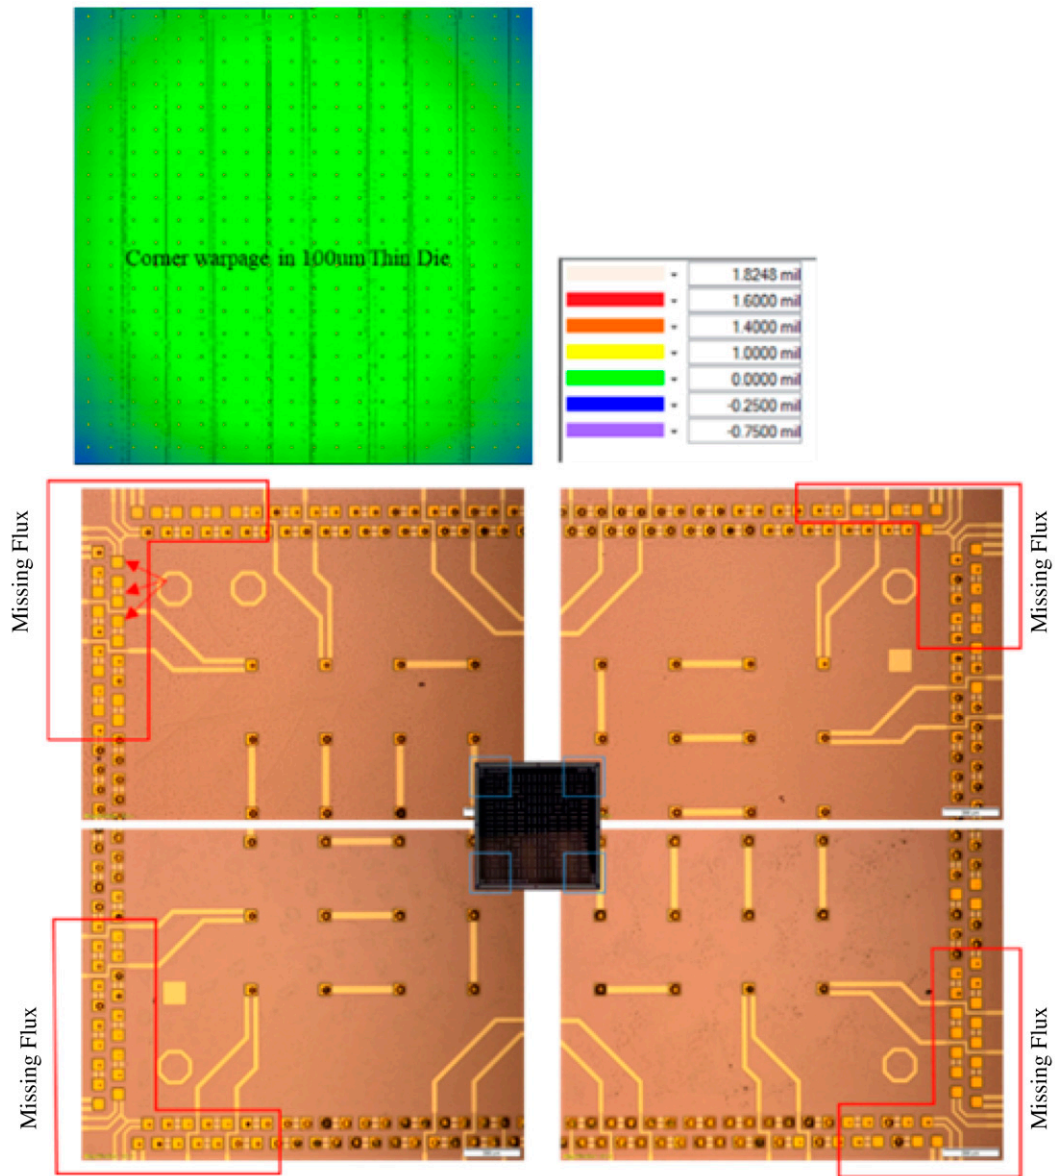 Corner warpage in 100um Thin Die
1.8248 mil
1.6000 mil
1.4000 mil
1.0000 mil
0.0000 mil
-0.2500 mil
-0.7500 mil
Missing Flux
Missing Flux
Missing Flux
Missing Flux